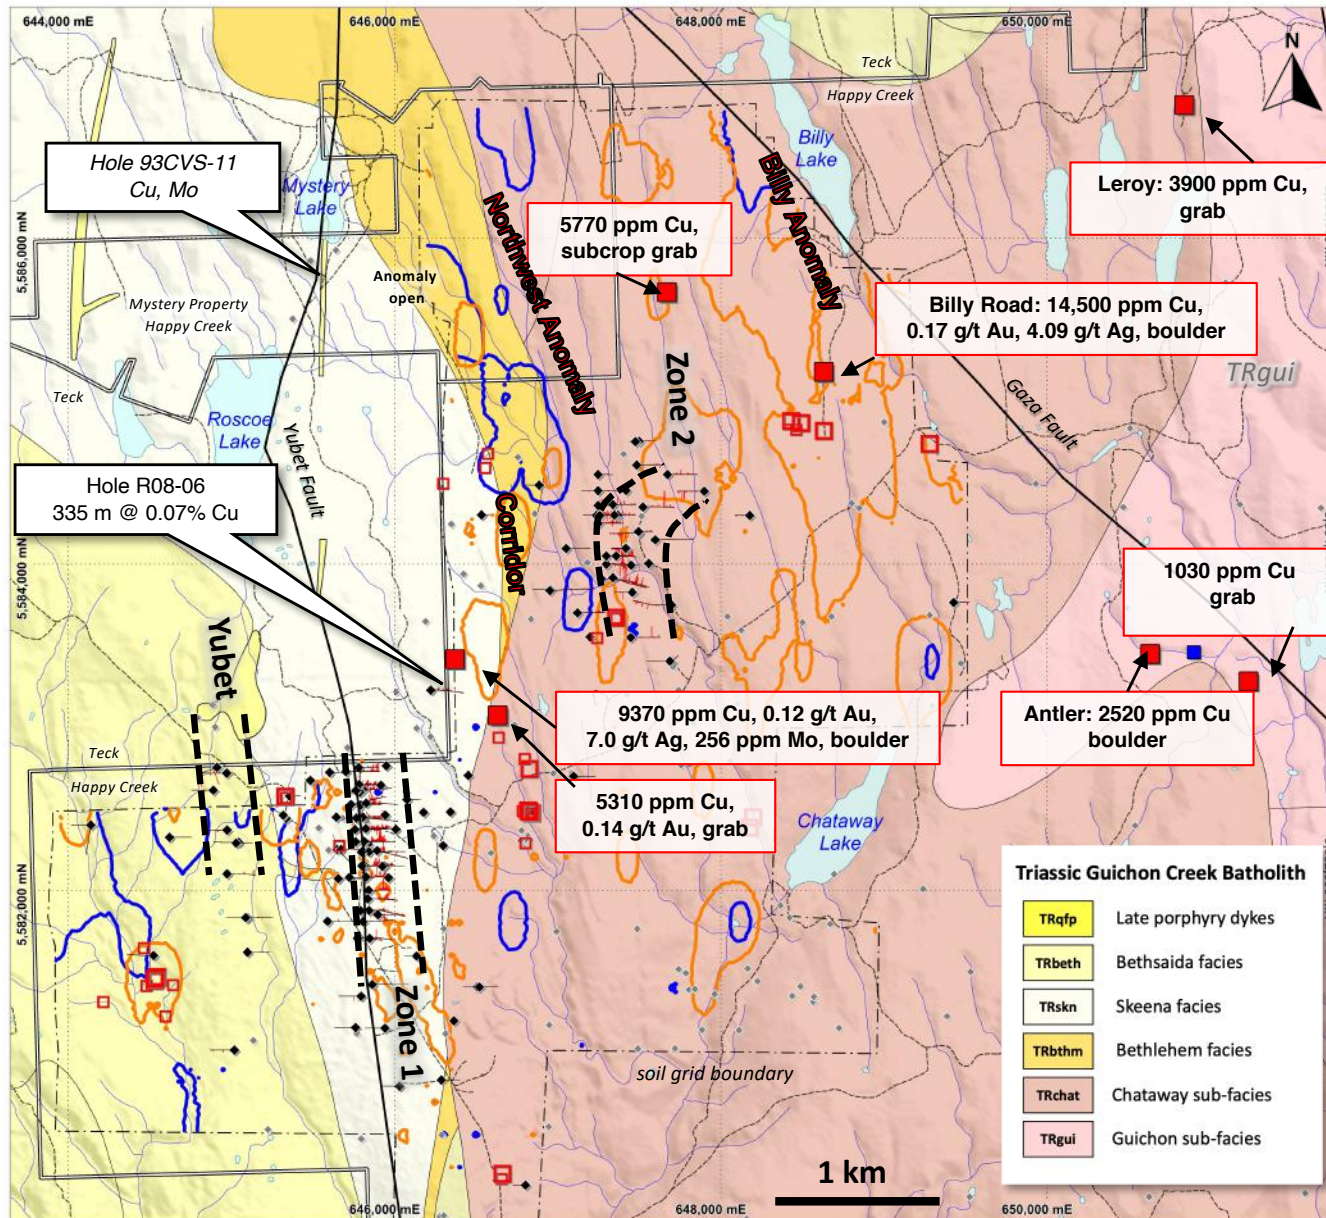 644,000 mE
646,000 mE
648,000 mE
650,000 mE
N
Teck
Happy Creek
Billy
Lake
Hole 93CVS-11
Cu, Mo
Mystery
Lake
Leroy: 3900 ppm Cu,
grab
Billy Anomaly
Northwest Anomaly
5770 ppm Cu,
subcrop grab
5,586,000 mN
Anomaly
open
Mystery Property
Happy Creek
Billy Road: 14,500 ppm Cu,
0.17 g/t Au, 4.09 g/t Ag, boulder
Zone 2
TRgui
Gaza Fault
Teck
Roscoe
Lake
Yubet Fault
Hole R08-06
335 m @ 0.07% Cu
Corridor
5,584,000 mN
1030 ppm Cu
grab
Yubet
9370 ppm Cu, 0.12 g/t Au,
7.0 g/t Ag, 256 ppm Mo, boulder
Antler: 2520 ppm Cu
boulder
Teck
Happy Creek
5310 ppm Cu,
0.14 g/t Au, grab
Chataway
Lake
5,582,000 mN
Zone 1
soil grid boundary
Triassic Guichon Creek Batholith
TRqfp Late porphyry dykes
TRbeth Bethsaida facies
TRskn Skeena facies
TRbthm Bethlehem facies
TRchat Chataway sub-facies
TRgui Guichon sub-facies
1 km
646,000 mE
648,000 mE
650,000 mE